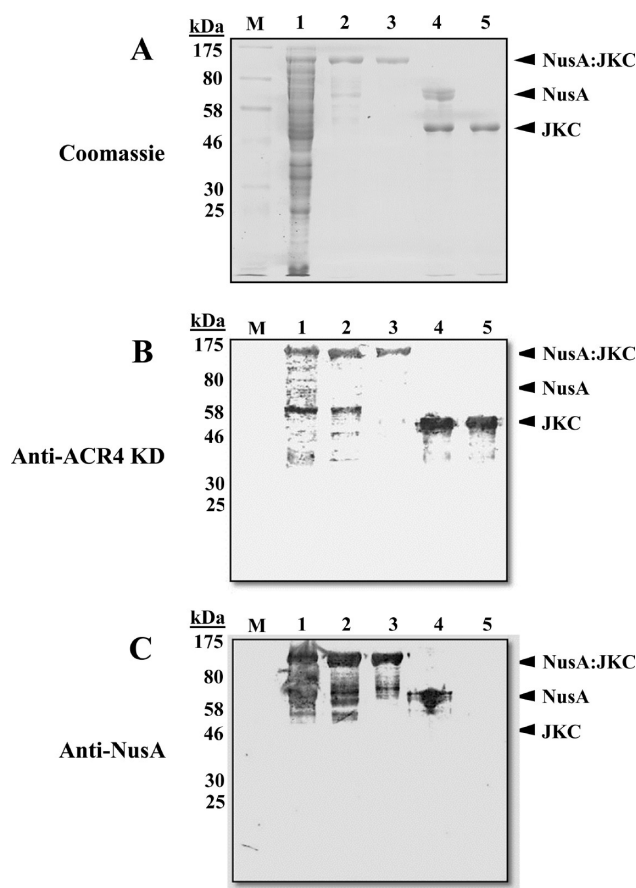 kDa M 1 2 3 4 5
A
175
80
58
46
30
25
Coomassie
NusA:JKC
NusA
JKC
kDa M 1 2 3 4 5
B
175
80
58
46
30
25
Anti-ACR4 KD
NusA:JKC
NusA
JKC
kDa M 1 2 3 4 5
C
175
80
58
46
30
25
Anti-NusA
NusA:JKC
NusA
JKC